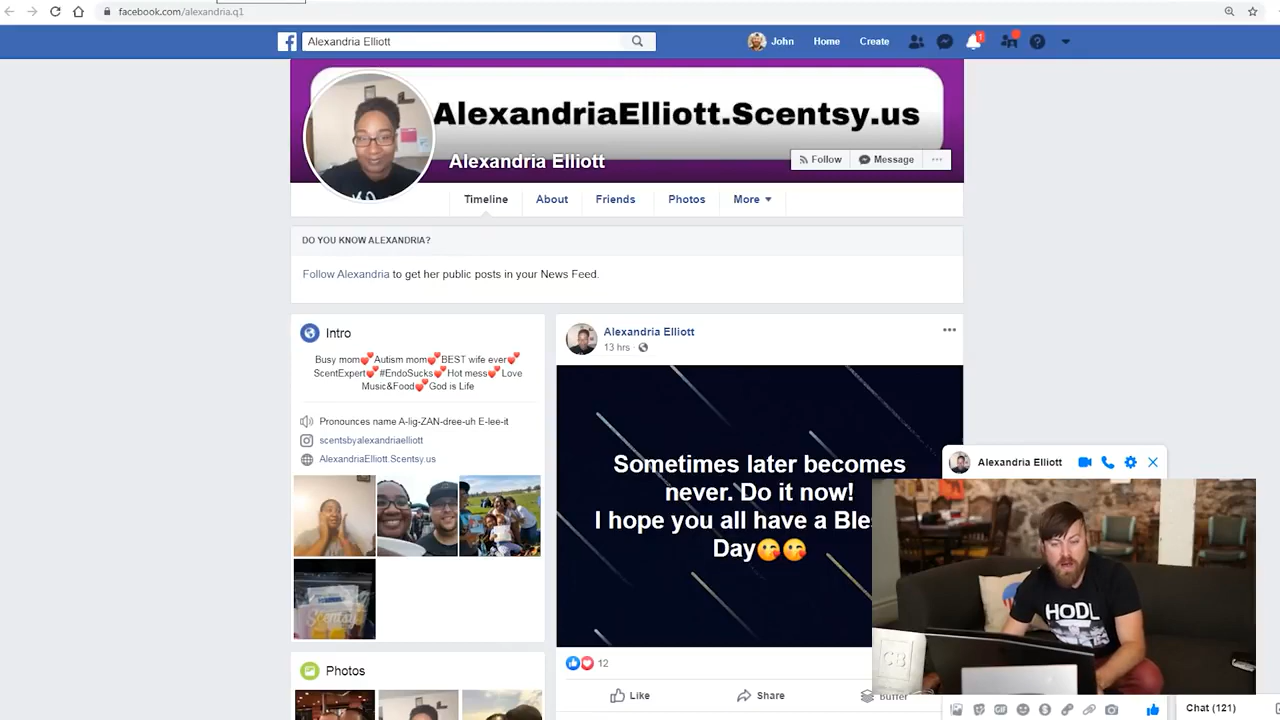 facebook.com/alexandria.q1
Alexandria Elliott
John
Home
Create
1
AlexandriaElliott.Scentsy.us
Alexandria Elliott
Follow
Message
Timeline
About
Friends
Photos
More
DO YOU KNOW ALEXANDRIA?
Follow Alexandria to get her public posts in your News Feed.
Intro
Busy mom💕Autism mom💕BEST wife ever💕
ScentExpert💕#EndoSucks💕Hot mess💕Love
Music&Food💕God is Life
Pronounces name A-lig-ZAN-dree-uh E-lee-it
scentsbyalexandriaelliott
AlexandriaElliott.Scentsy.us
Scentsy
Photos
Alexandria Elliott
13 hrs ·
Sometimes later becomes
never. Do it now!
I hope you all have a Ble
Day😘😘
12
Like
Share
Buffer
Alexandria Elliott
HODL
CB
GIF
Chat (121)